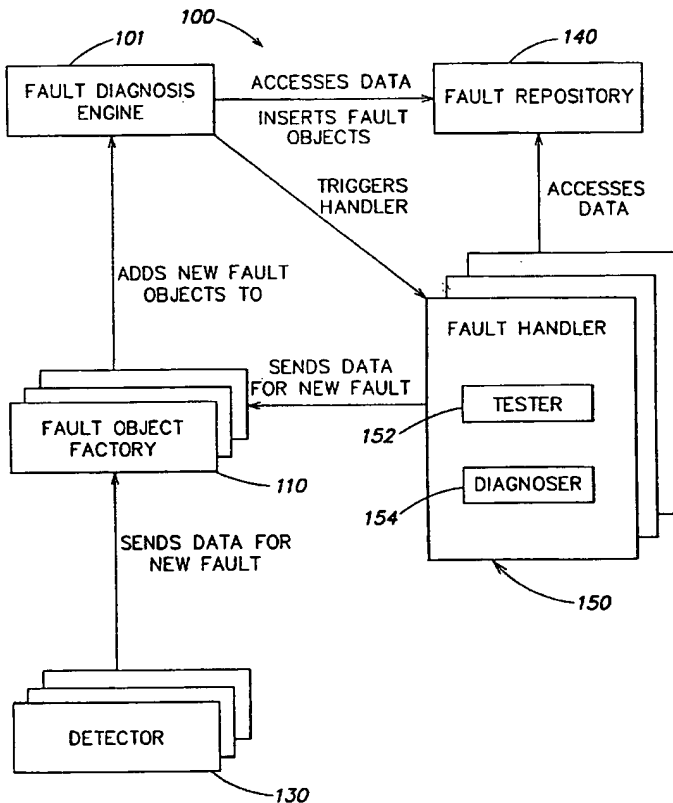 100
101
140
FAULT DIAGNOSIS
ENGINE
ACCESSES DATA
INSERTS FAULT
OBJECTS
FAULT REPOSITORY
TRIGGERS
HANDLER
ACCESSES
DATA
ADDS NEW FAULT
OBJECTS TO
FAULT HANDLER
SENDS DATA
FOR NEW FAULT
TESTER
152
FAULT OBJECT
FACTORY
110
DIAGNOSER
154
SENDS DATA FOR
NEW FAULT
150
DETECTOR
130